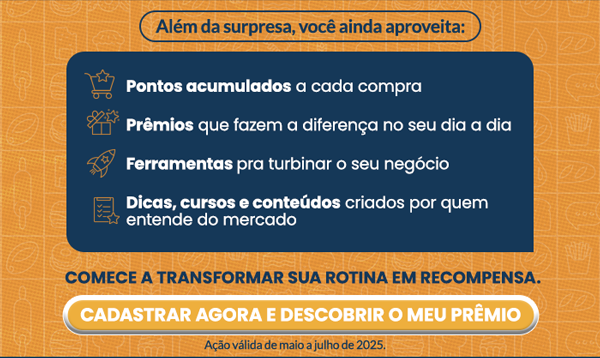 Além da surpresa, você ainda aproveita:
Pontos acumulados a cada compra
Prêmios que fazem a diferença no seu dia a dia
Ferramentas pra turbinar o seu negócio
Dicas, cursos e conteúdos criados por quem
entende do mercado
COMECE A TRANSFORMAR SUA ROTINA EM RECOMPENSA.
CADASTRAR AGORA E DESCOBRIR O MEU PRÊMIO
Ação válida de maio a julho de 2025.